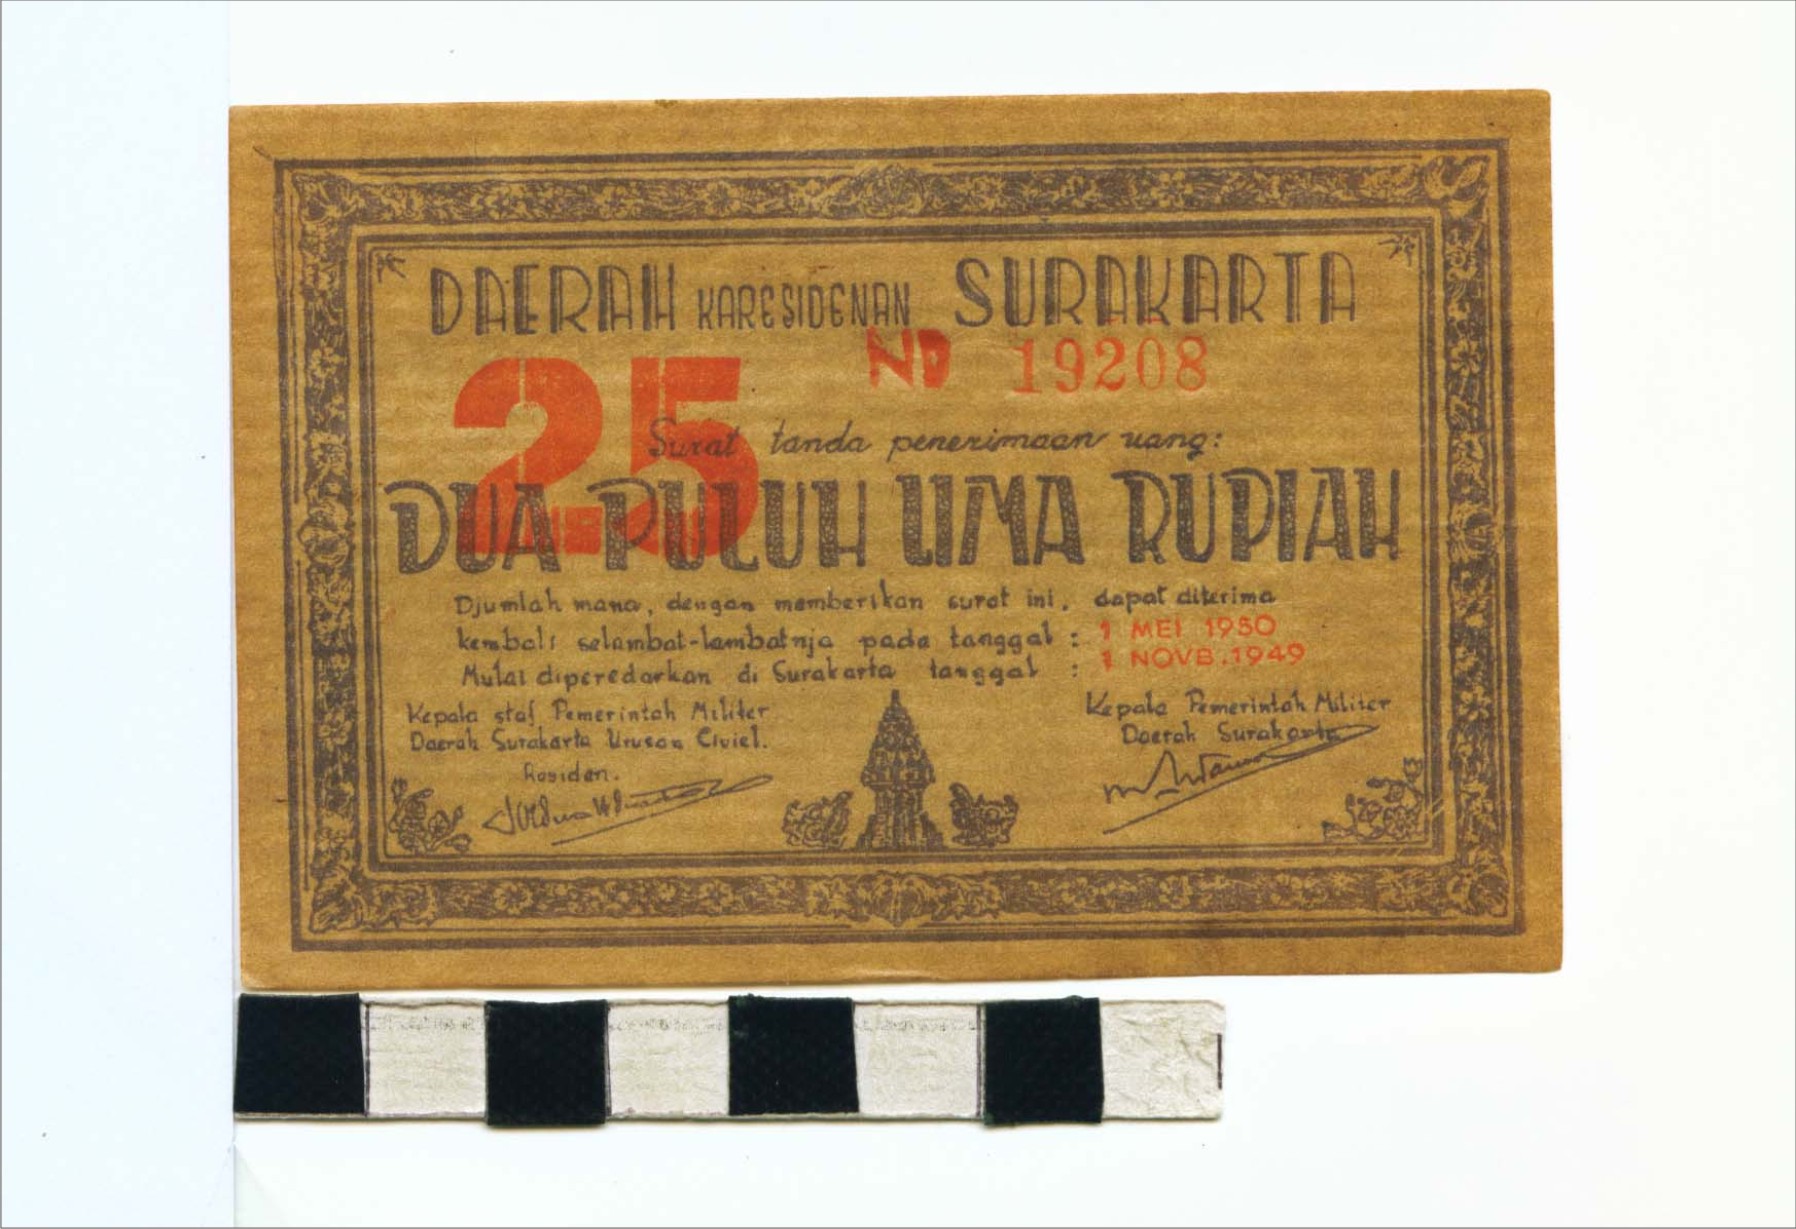 DAERAH KARESIDENAN SURAKARTA
25 ND 19208
Surat tanda penerimaan uang:
DUA PULUH LIMA RUPIAH
Djumlah mana, dengan memberikan surat ini, dapat diterima
kembali selambat-lambatnja pada tanggal : 1 MEI 1950
Mulai diperedarkan di Surakarta tanggal : 1 NOVB.1949
Kepala staf Pemerintah Militer
Daerah Surakarta Urusan Civiel.
Residen.
Kepala Pemerintah Militer
Daerah Surakarta